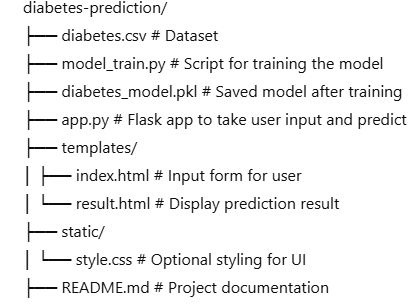 diabetes-prediction/
├── diabetes.csv # Dataset
├── model_train.py # Script for training the model
├── diabetes_model.pkl # Saved model after training
├── app.py # Flask app to take user input and predict
├── templates/
│ ├── index.html # Input form for user
│ └── result.html # Display prediction result
├── static/
│ └── style.css # Optional styling for UI
├── README.md # Project documentation